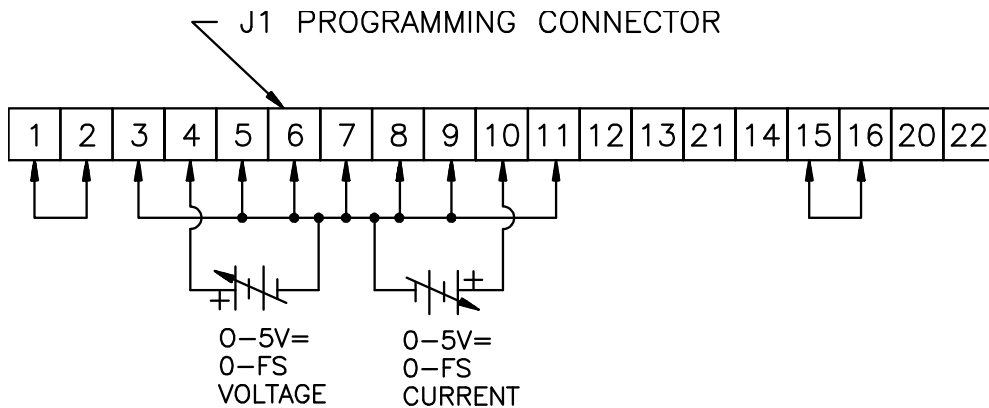 J1 PROGRAMMING CONNECTOR
1 2 3 4 5 6 7 8 9 10 11 12 13 21 14 15 16 20 22
+ +
0-5V= 0-5V=
0-FS 0-FS
VOLTAGE CURRENT